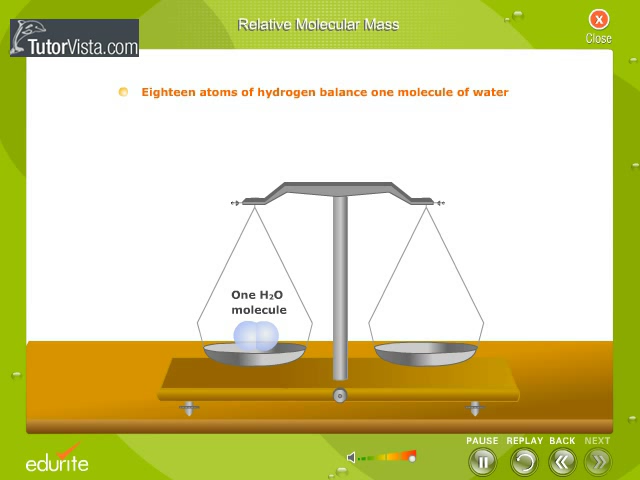 Relative Molecular Mass
X
Close
TutorVista.com
Eighteen atoms of hydrogen balance one molecule of water
One H₂O
molecule
PAUSE REPLAY BACK NEXT
edurite